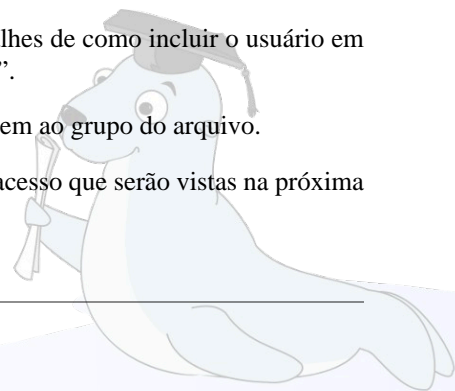 lhes de como incluir o usuário em
”.
em ao grupo do arquivo.
acesso que serão vistas na próxima